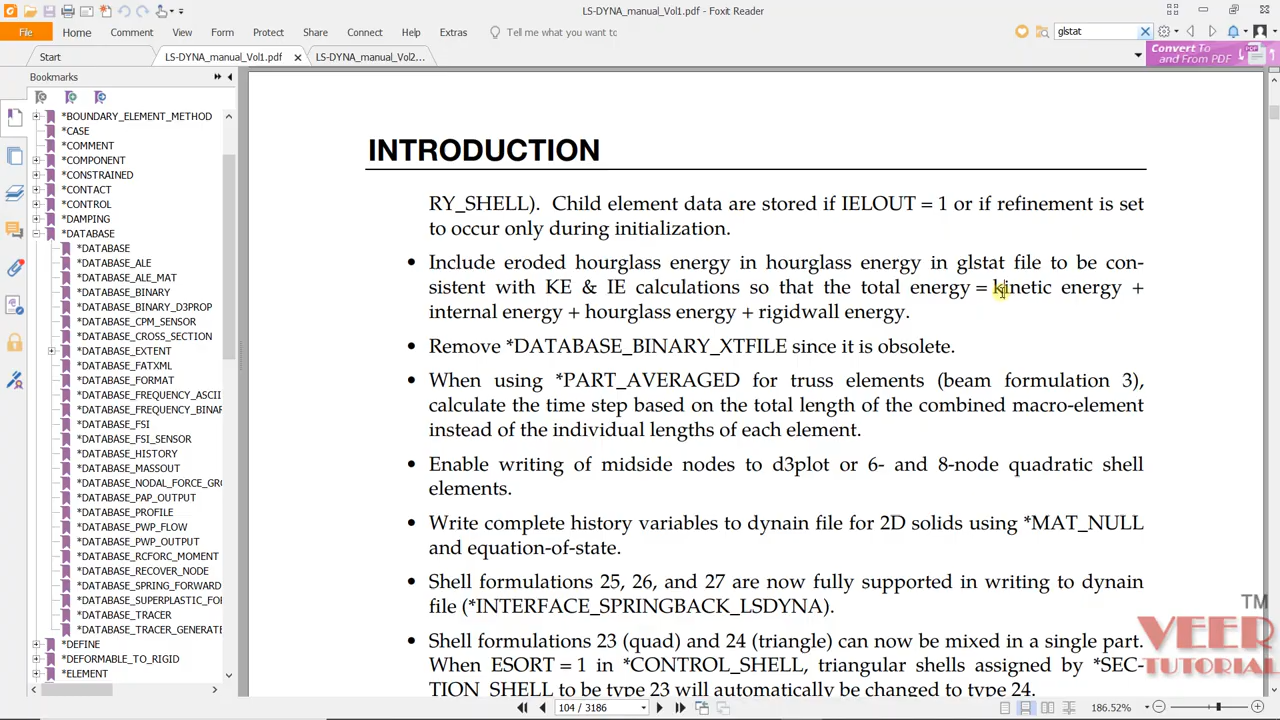 LS-DYNA_manual_Vol1.pdf - Foxit Reader
File Home Comment View Form Protect Share Connect Help Extras Tell me what you want to glstat
Start LS-DYNA_manual_Vol1.pdf LS-DYNA_manual_Vol2...
Convert To
and From PDF
Bookmarks
*BOUNDARY_ELEMENT_METHOD
*CASE
*COMMENT
*COMPONENT
*CONSTRAINED
*CONTACT
*CONTROL
*DAMPING
*DATABASE
*DATABASE
*DATABASE_ALE
*DATABASE_ALE_MAT
*DATABASE_BINARY
*DATABASE_BINARY_D3PROP
*DATABASE_CPM_SENSOR
*DATABASE_CROSS_SECTION
*DATABASE_EXTENT
*DATABASE_FATXML
*DATABASE_FORMAT
*DATABASE_FREQUENCY_ASCII
*DATABASE_FREQUENCY_BINAR
*DATABASE_FSI
*DATABASE_FSI_SENSOR
*DATABASE_HISTORY
*DATABASE_MASSOUT
*DATABASE_NODAL_FORCE_GRO
*DATABASE_PAP_OUTPUT
*DATABASE_PROFILE
*DATABASE_PWP_FLOW
*DATABASE_PWP_OUTPUT
*DATABASE_RCFORC_MOMENT
*DATABASE_RECOVER_NODE
*DATABASE_SPRING_FORWARD
*DATABASE_SUPERPLASTIC_FO
*DATABASE_TRACER
*DATABASE_TRACER_GENERATE
*DEFINE
*DEFORMABLE_TO_RIGID
*ELEMENT
INTRODUCTION
RY_SHELL). Child element data are stored if IELOUT = 1 or if refinement is set
to occur only during initialization.
• Include eroded hourglass energy in hourglass energy in glstat file to be con-
sistent with KE & IE calculations so that the total energy = kinetic energy +
internal energy + hourglass energy + rigidwall energy.
• Remove *DATABASE_BINARY_XTFILE since it is obsolete.
• When using *PART_AVERAGED for truss elements (beam formulation 3),
calculate the time step based on the total length of the combined macro-element
instead of the individual lengths of each element.
• Enable writing of midside nodes to d3plot or 6- and 8-node quadratic shell
elements.
• Write complete history variables to dynain file for 2D solids using *MAT_NULL
and equation-of-state.
• Shell formulations 25, 26, and 27 are now fully supported in writing to dynain
file (*INTERFACE_SPRINGBACK_LSDYNA).
• Shell formulations 23 (quad) and 24 (triangle) can now be mixed in a single part.
When ESORT = 1 in *CONTROL_SHELL, triangular shells assigned by *SEC-
TION_SHELL to be type 23 will automatically be changed to type 24.
TM
VEER
TUTORIAL
104 / 3186
186.52%